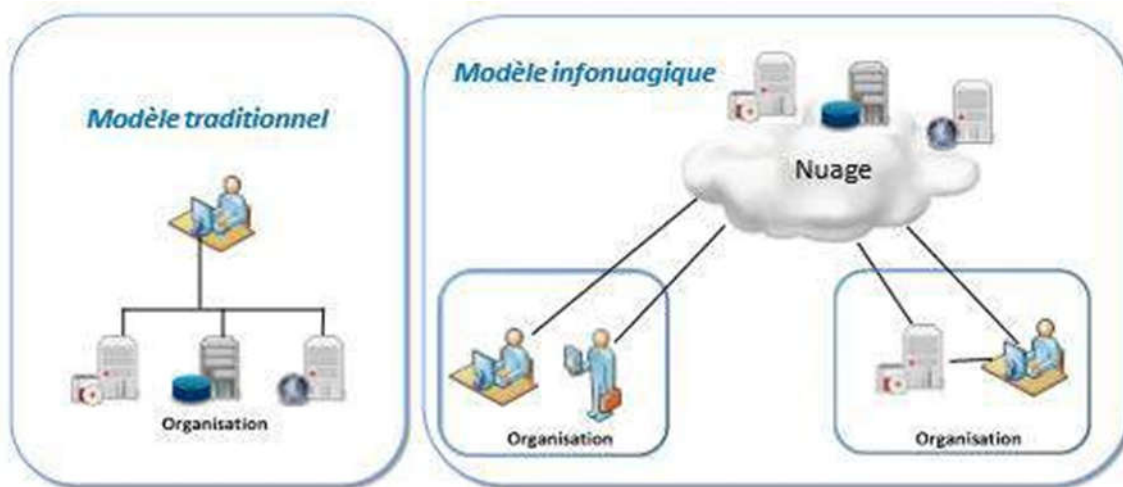 Modèle traditionnel
Organisation
Modèle infonuagique
Nuage
Organisation
Organisation